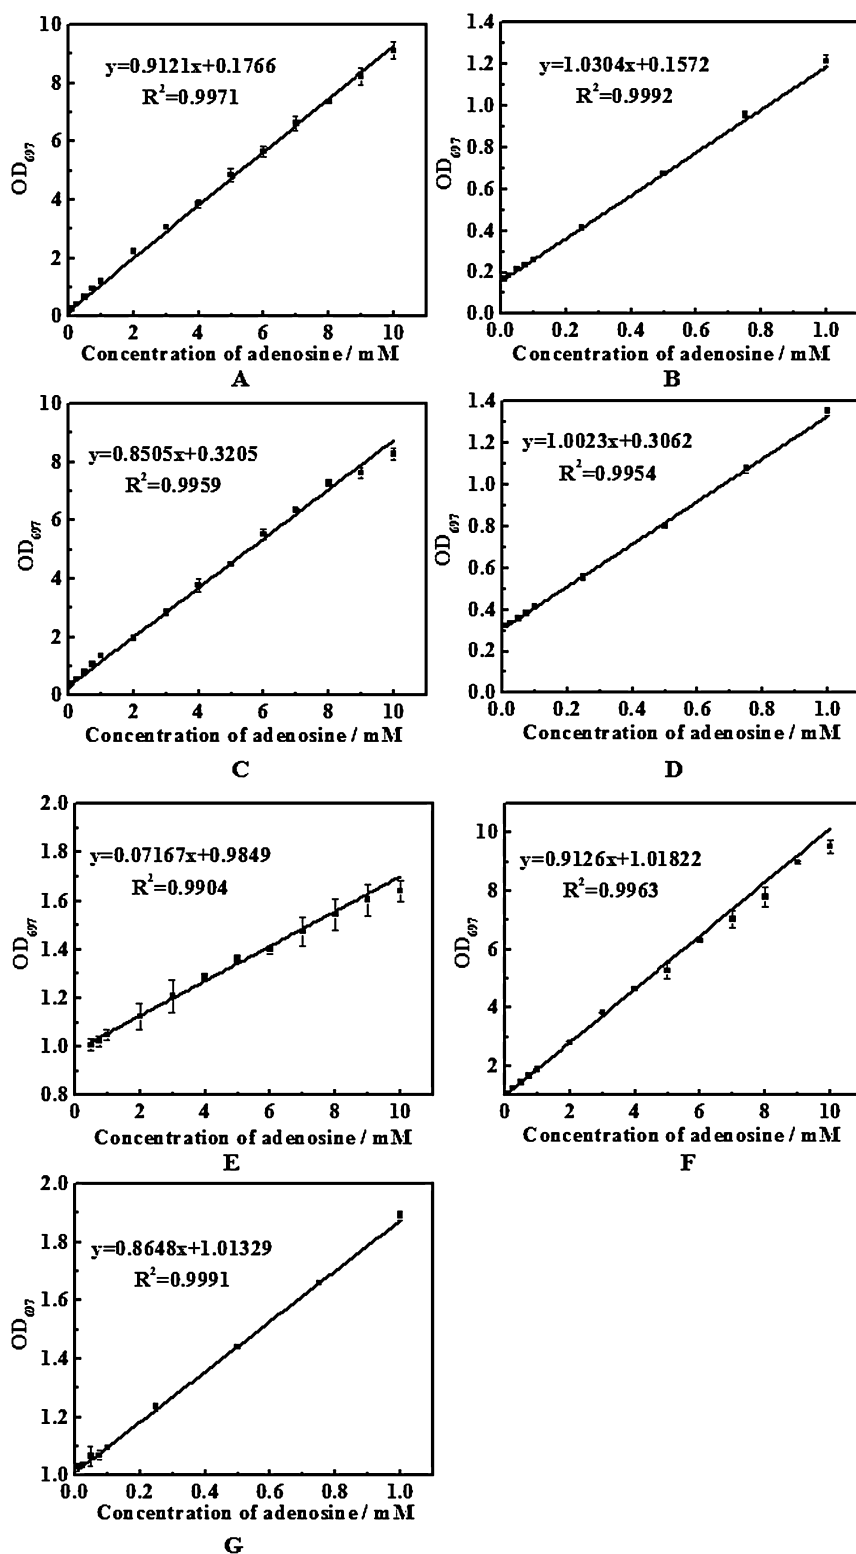 10
8
6
4
2
0
OD697
y=0.9121x+0.1766
R2=0.9971
0 2 4 6 8 10
Concentration of adenosine / mM
A
1.4
1.2
1.0
0.8
0.6
0.4
0.2
0.0
OD697
y=1.0304x+0.1572
R2=0.9992
0.0 0.2 0.4 0.6 0.8 1.0
Concentration of adenosine / mM
B
10
8
6
4
2
0
OD697
y=0.8505x+0.3205
R2=0.9959
0 2 4 6 8 10
Concentration of adenosine / mM
C
1.4
1.2
1.0
0.8
0.6
0.4
0.2
0.0
OD697
y=1.0023x+0.3062
R2=0.9954
0.0 0.2 0.4 0.6 0.8 1.0
Concentration of adenosine / mM
D
2.0
1.8
1.6
1.4
1.2
1.0
0.8
OD697
y=0.07167x+0.9849
R2=0.9904
2 4 6 8 10
Concentration of adenosine / mM
E
10
8
6
4
2
OD697
y=0.9126x+1.01822
R2=0.9963
0 2 4 6 8 10
Concentration of adenosine / mM
F
2.0
1.8
1.6
1.4
1.2
1.0
OD697
y=0.8648x+1.01329
R2=0.9991
0.0 0.2 0.4 0.6 0.8 1.0
Concentration of adenosine / mM
G